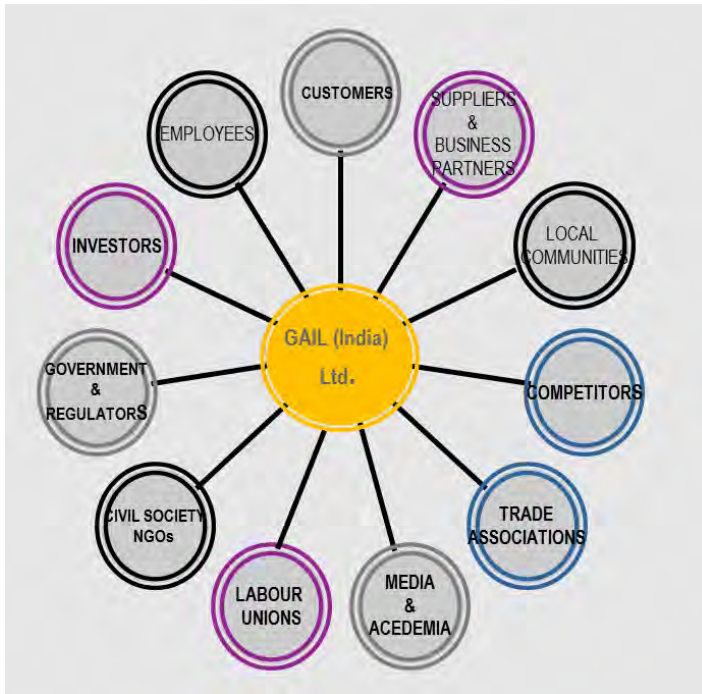 CUSTOMERS
SUPPLIERS
&
BUSINESS
PARTNERS
LOCAL
COMMUNITIES
COMPETITORS
TRADE
ASSOCIATIONS
MEDIA
&
ACEDEMIA
LABOUR
UNIONS
CIVIL SOCIETY
NGOs
GOVERNMENT
&
REGULATORS
INVESTORS
EMPLOYEES
GAIL (India)
Ltd.